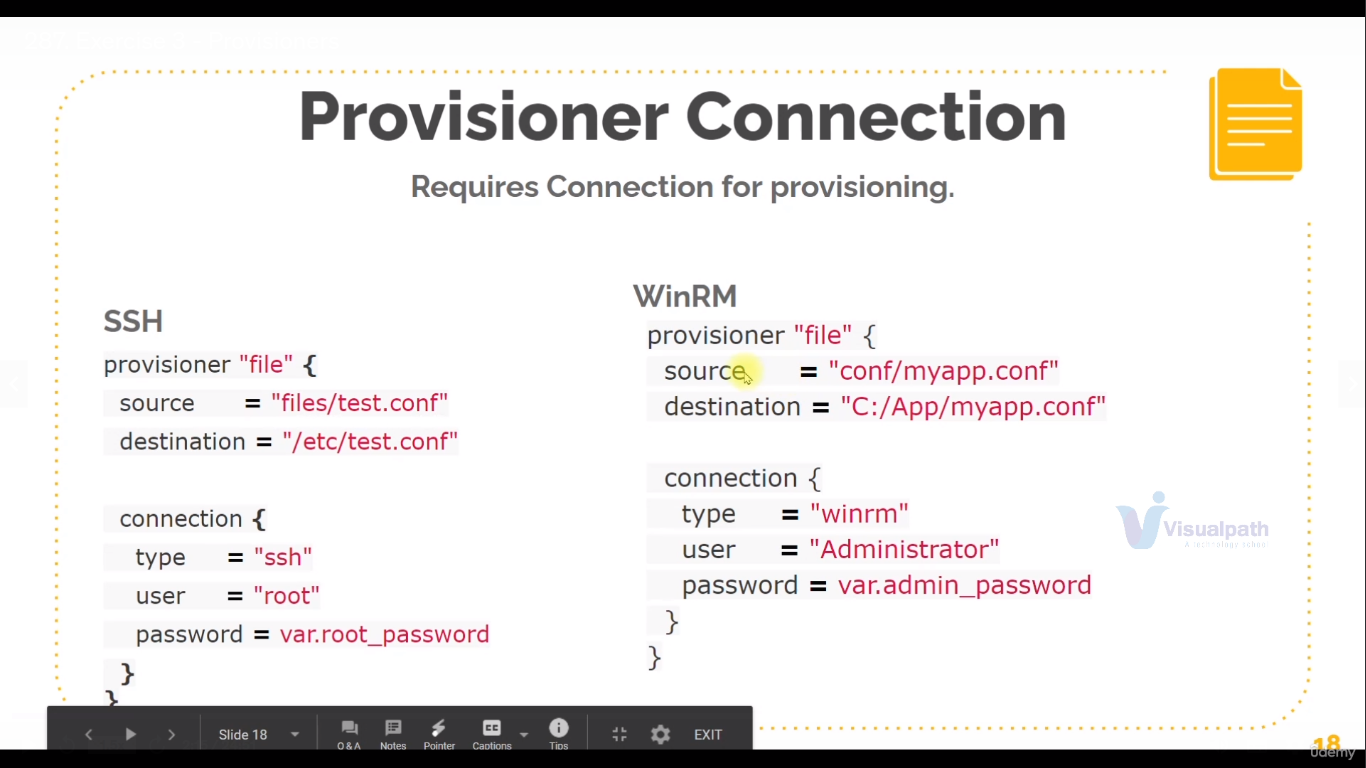 Provisioner Connection
Requires Connection for provisioning.
SSH
provisioner "file" {
source = "files/test.conf"
destination = "/etc/test.conf"
connection {
type = "ssh"
user = "root"
password = var.root_password
}
}
WinRM
provisioner "file" {
source = "conf/myapp.conf"
destination = "C:/App/myapp.conf"
connection {
type = "winrm"
user = "Administrator"
password = var.admin_password
}
}
Visualpath
Slide 18
Q & A
Notes
Pointer
Captions
Tips
EXIT
18
udemy